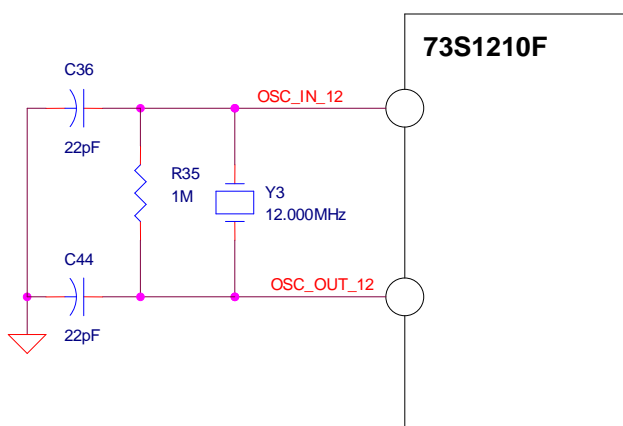 73S1210F
C36
OSC_IN_12
22pF
R35
1M
Y3
12.000MHz
C44
OSC_OUT_12
22pF